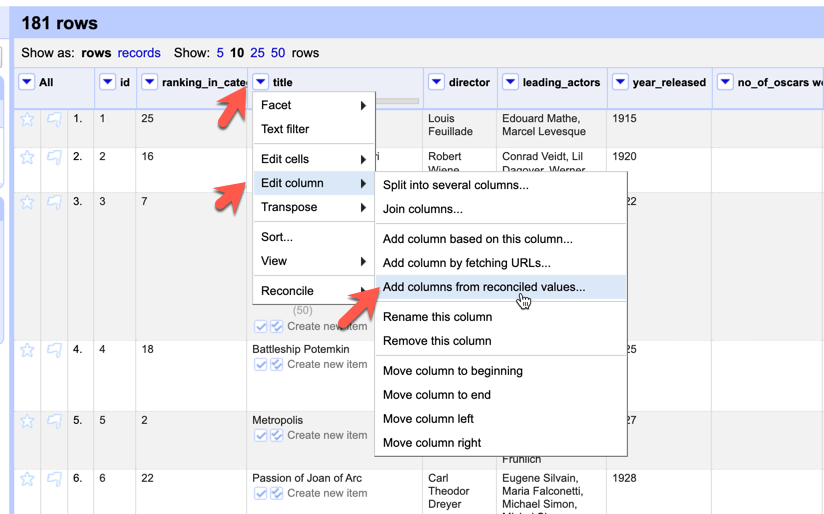 181 rows
Show as: rows records Show: 5 10 25 50 rows
All id ranking_in_cate title director leading_actors year_released no_of_oscars w
Facet
Text filter
Edit cells
Edit column
Transpose
Sort...
View
Reconcile
Split into several columns...
Join columns...
Add column based on this column...
Add column by fetching URLs...
Add columns from reconciled values...
Rename this column
Remove this column
Move column to beginning
Move column to end
Move column left
Move column right
1. 1 25 Louis Edouard Mathe, 1915
Feuillade Marcel Levesque
2. 2 16 Robert Conrad Veidt, Lil 1920
Wiene Dagover, Werner
3. 3 7 22
(50)
Create new item
4. 4 18 Battleship Potemkin 25
Create new item
5. 5 2 Metropolis 27
Create new item
Frohlich
6. 6 22 Passion of Joan of Arc Carl Eugene Silvain, 1928
Create new item Theodor Maria Falconetti,
Dreyer Michael Simon,